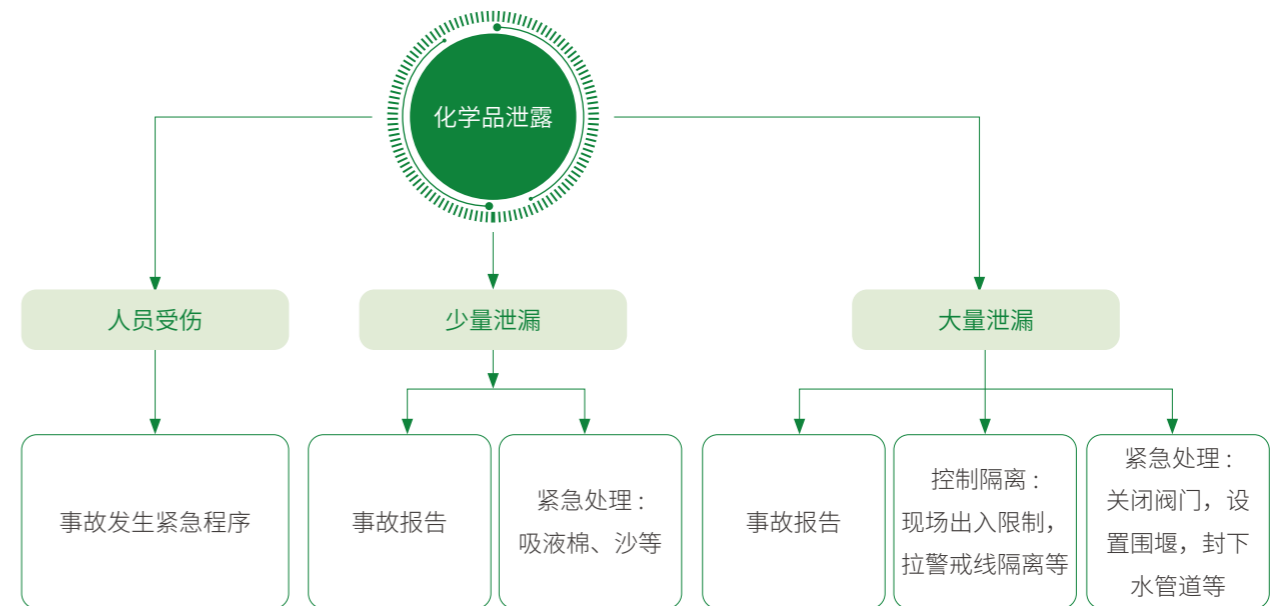 化学品泄露
人员受伤
少量泄漏
大量泄漏
事故发生紧急程序
事故报告
紧急处理：
吸液棉、沙等
事故报告
控制隔离：
现场出入限制，
拉警戒线隔离等
紧急处理：
关闭阀门，设
置围堰，封下
水管道等